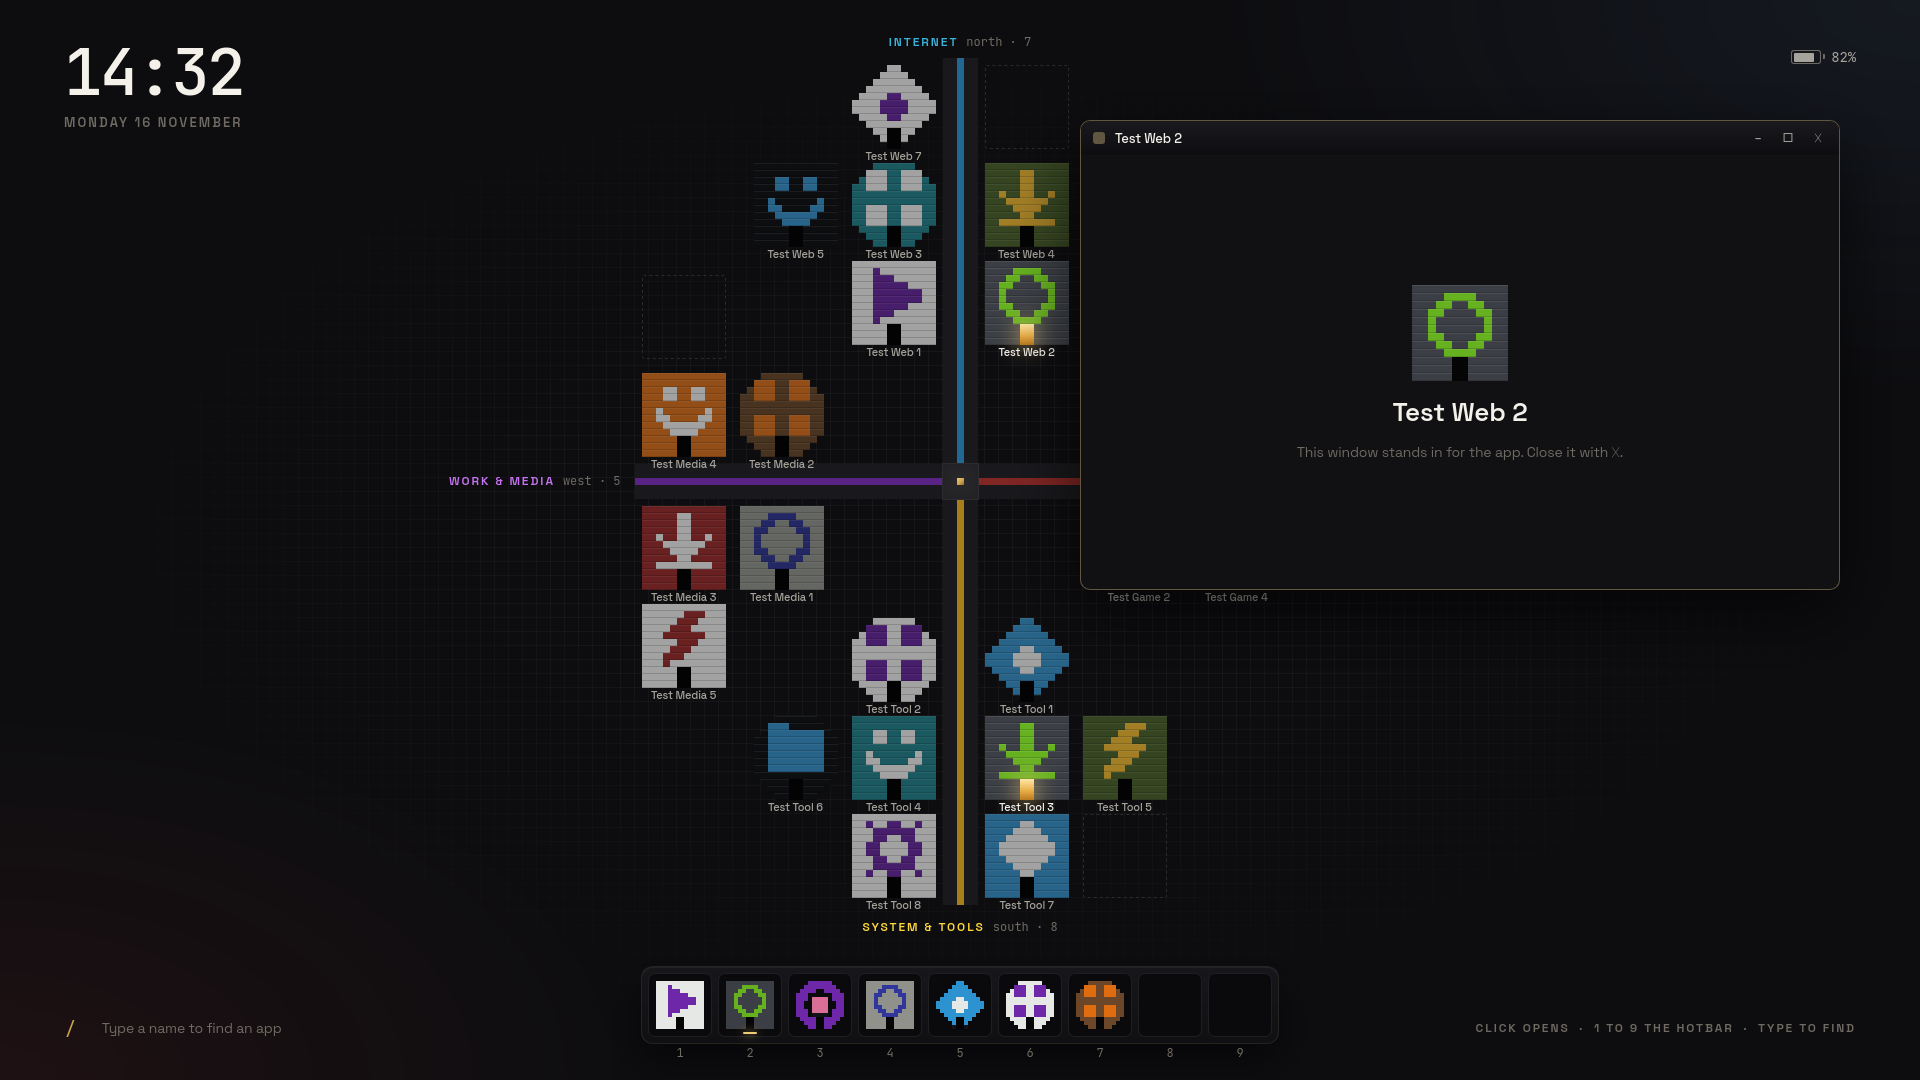 14:32
MONDAY 16 NOVEMBER
INTERNET north · 7
82%
Test Web 7
Test Web 5
Test Web 3
Test Web 4
Test Web 1
Test Web 2
Test Web 2
– □ X
Test Web 2
This window stands in for the app. Close it with X.
Test Media 4
Test Media 2
WORK & MEDIA west · 5
Test Media 3
Test Media 1
Test Game 2
Test Game 4
Test Media 5
Test Tool 2
Test Tool 1
Test Tool 6
Test Tool 4
Test Tool 3
Test Tool 5
Test Tool 8
Test Tool 7
SYSTEM & TOOLS south · 8
/ Type a name to find an app
1 2 3 4 5 6 7 8 9
CLICK OPENS · 1 TO 9 THE HOTBAR · TYPE TO FIND